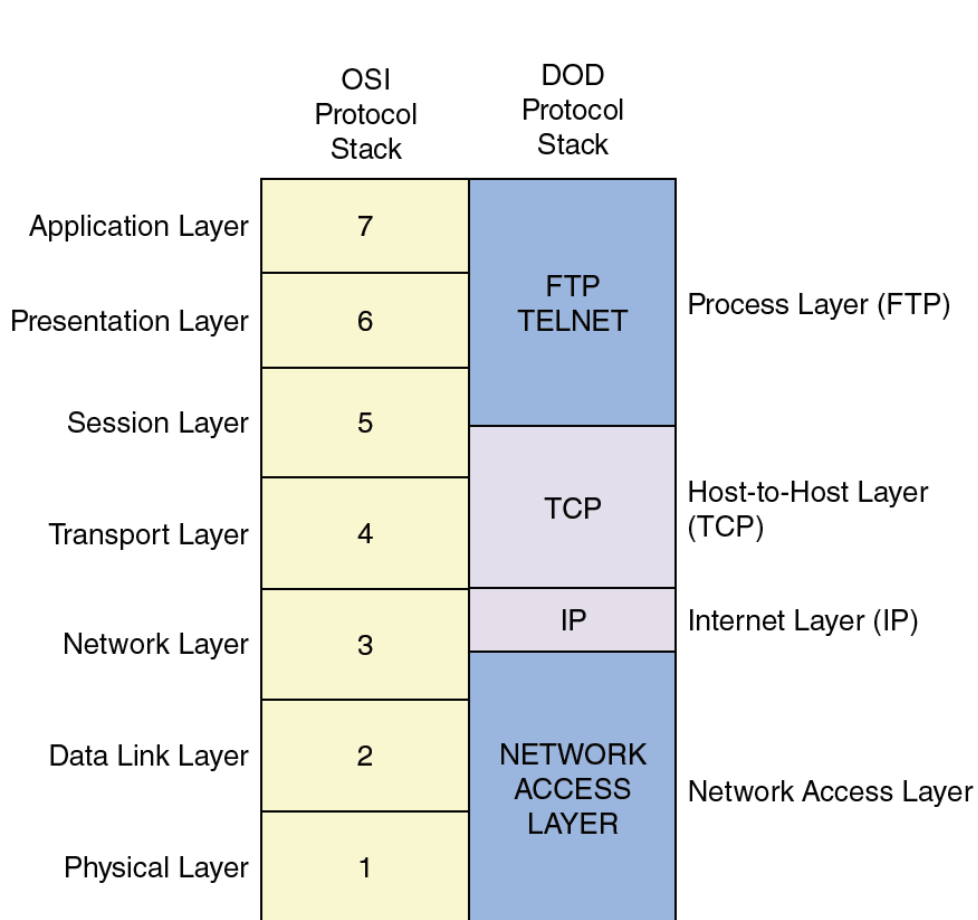 OSI
Protocol
Stack
DOD
Protocol
Stack
Application Layer
7
Presentation Layer
6
FTP
TELNET
Process Layer (FTP)
Session Layer
5
Transport Layer
4
TCP
Host-to-Host Layer
(TCP)
Network Layer
3
IP
Internet Layer (IP)
Data Link Layer
2
NETWORK
ACCESS
LAYER
Network Access Layer
Physical Layer
1